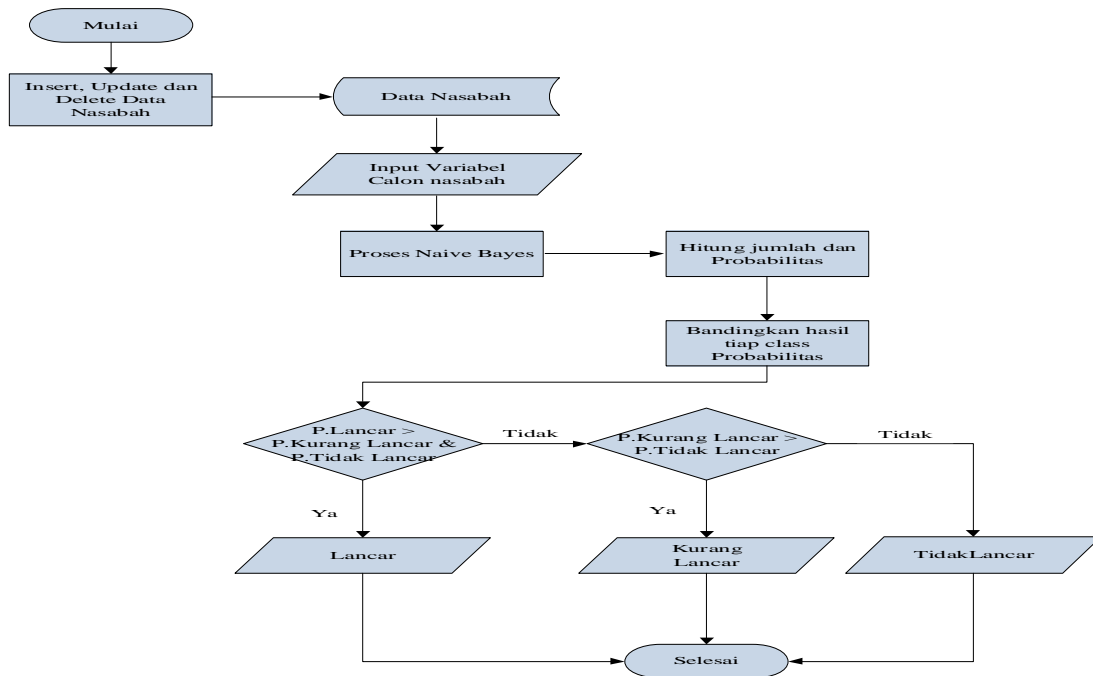 Mulai
Insert, Update dan
Delete Data
Nasabah
Data Nasabah
Input Variabel
Calon nasabah
Proses Naive Bayes
Hitung jumlah dan
Probabilitas
Bandingkan hasil
tiap class
Probabilitas
P.Lancar >
P.Kurang Lancar &
P.Tidak Lancar
Tidak
P.Kurang Lancar >
P.Tidak Lancar
Tidak
Ya
Ya
Lancar
Kurang
Lancar
TidakLancar
Selesai